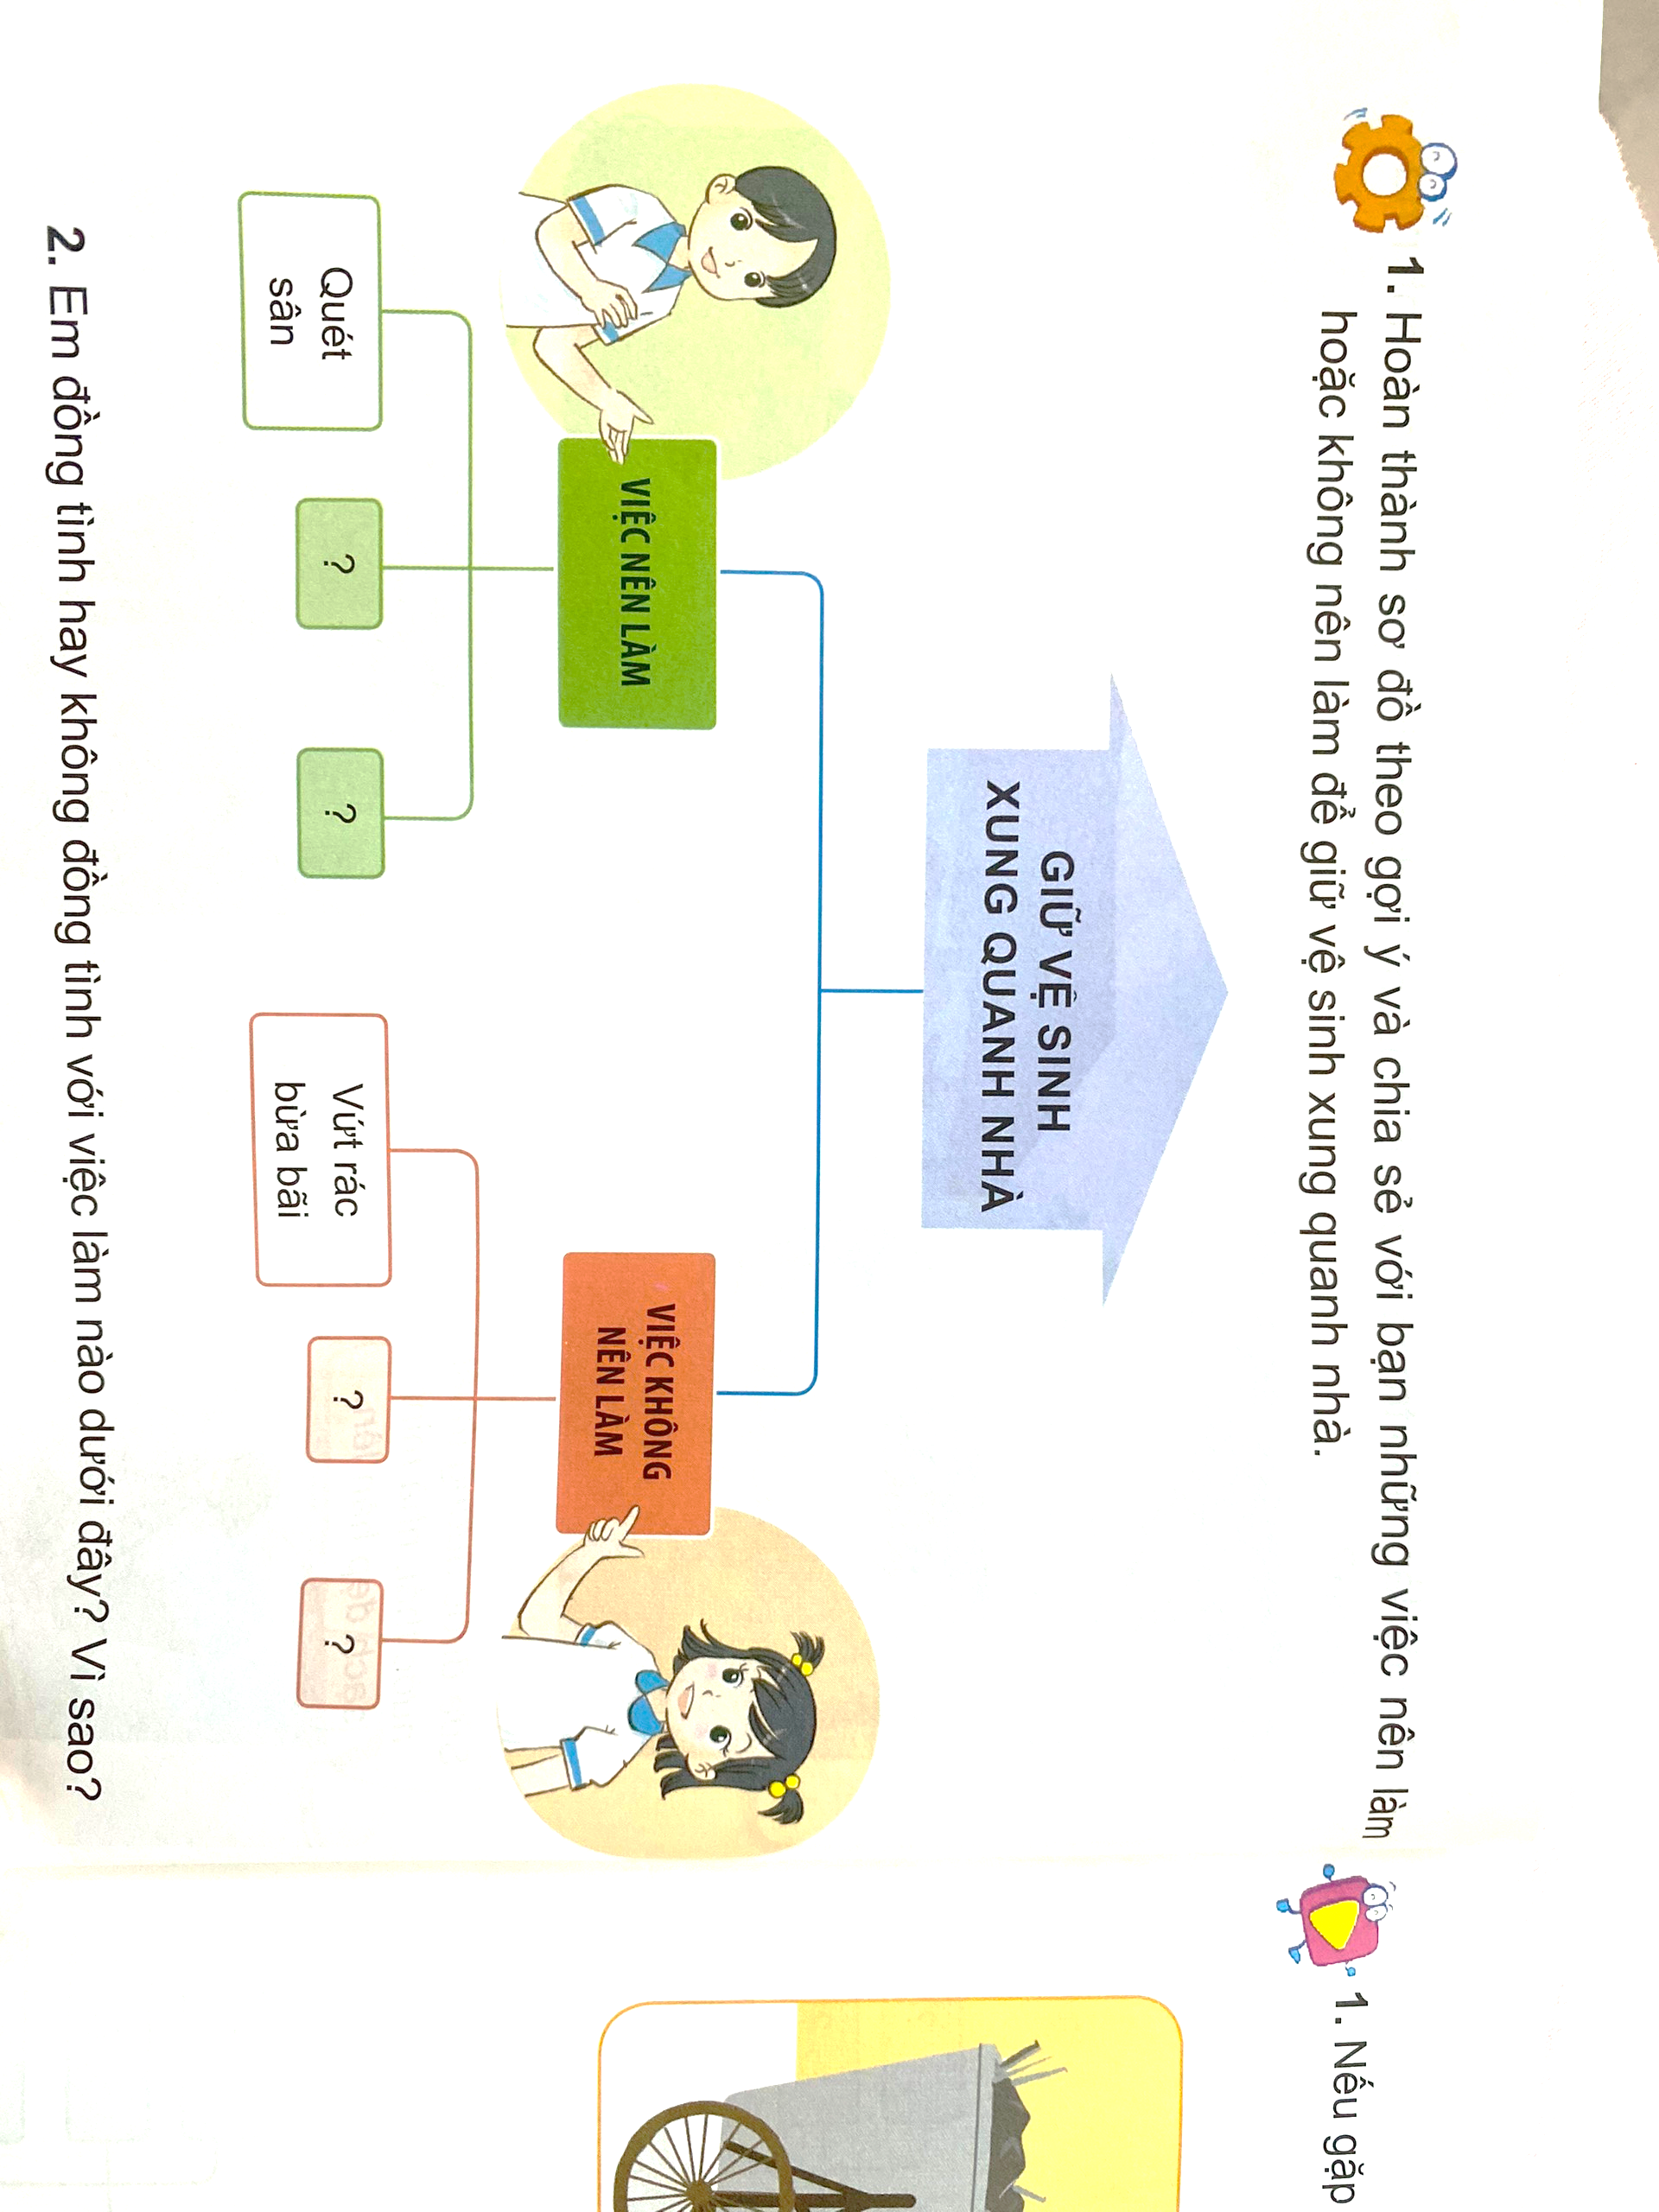 1. Hoàn thành sơ đồ theo gợi ý và chia sẻ với bạn những việc nên làm
hoặc không nên làm để giữ vệ sinh xung quanh nhà.
GIỮ VỆ SINH
XUNG QUANH NHÀ
VIỆC NÊN LÀM
VIỆC KHÔNG
NÊN LÀM
Quét
sân
?
?
Vứt rác
bừa bãi
?
?
2. Em đồng tình hay không đồng tình với việc làm nào dưới đây? Vì sao?
1. Nếu gặp